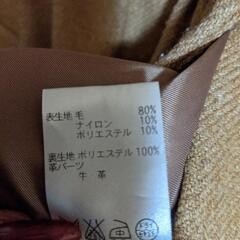 表生地 毛 80%
ナイロン 10%
ポリエステル 10%
裏生地 ポリエステル 100%
革パーツ
牛 革